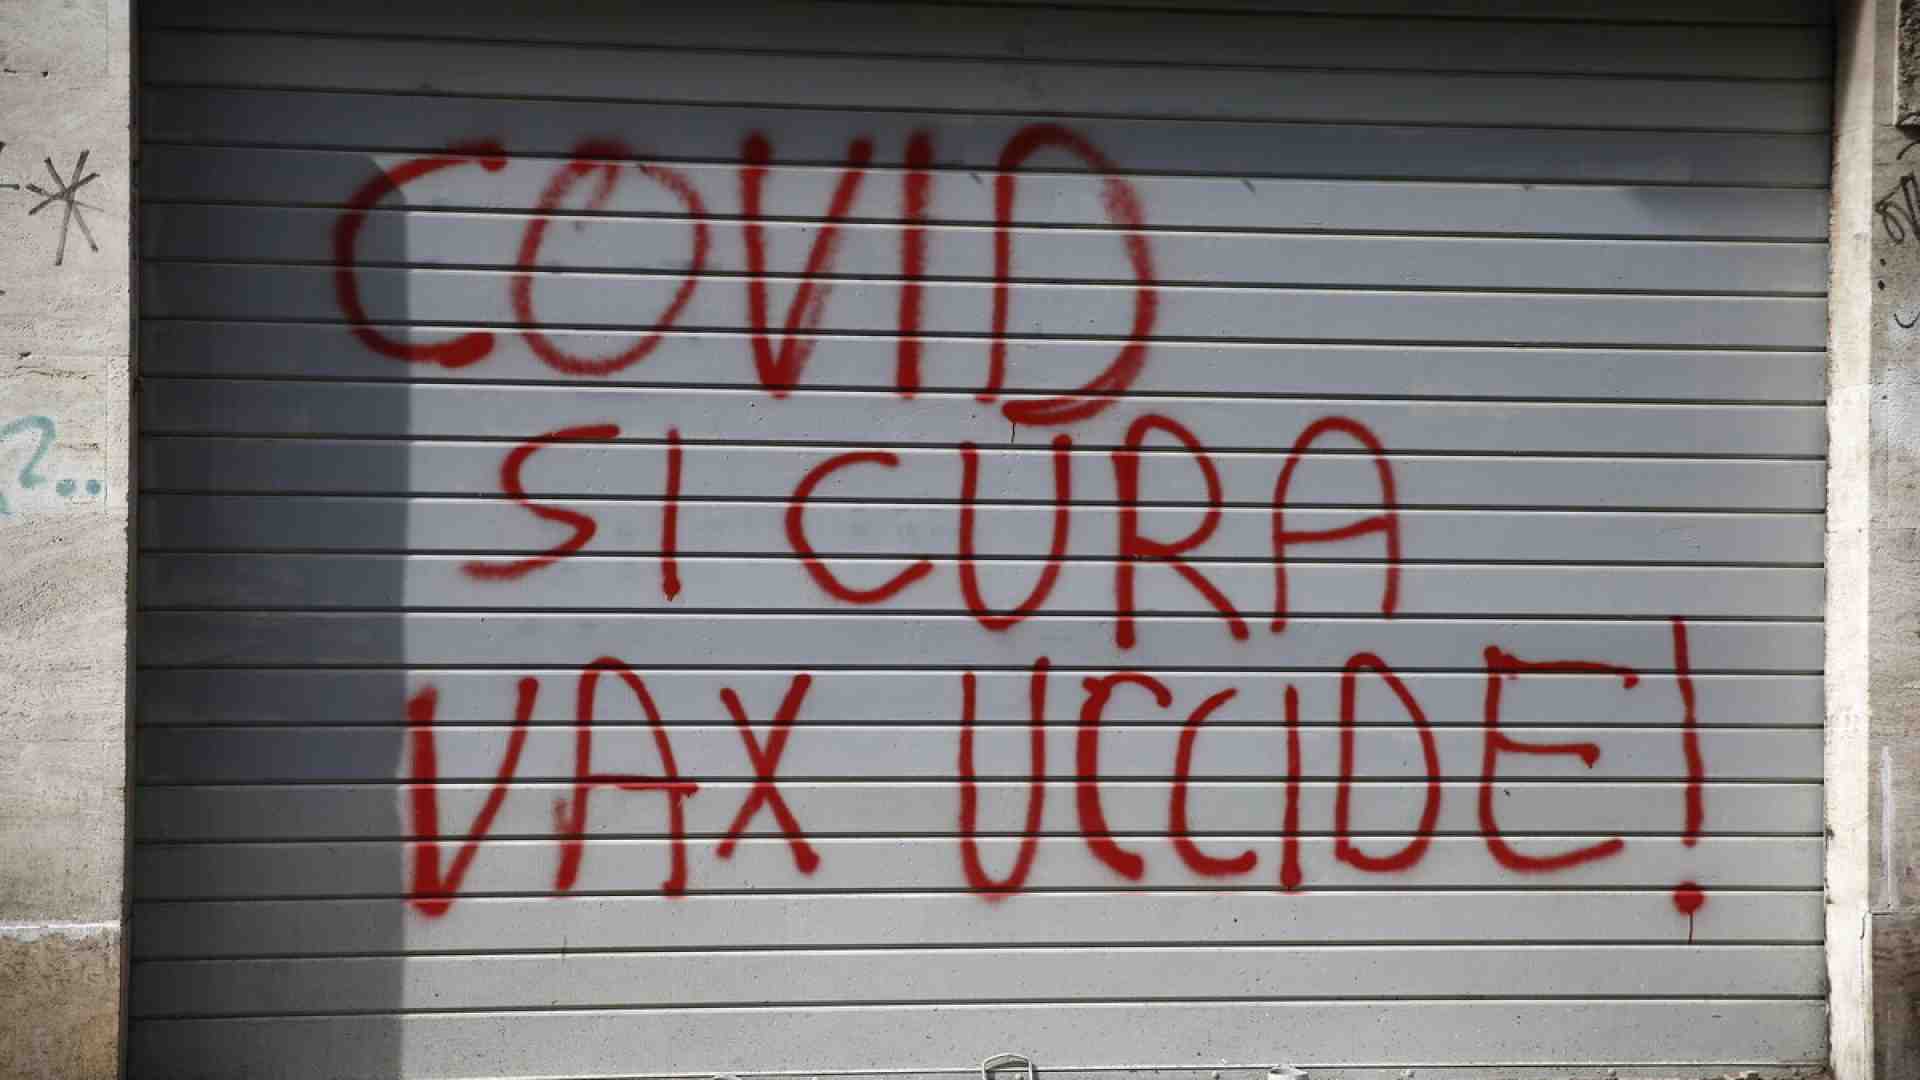 COVID
SI CURA
VAX UCCIDE!